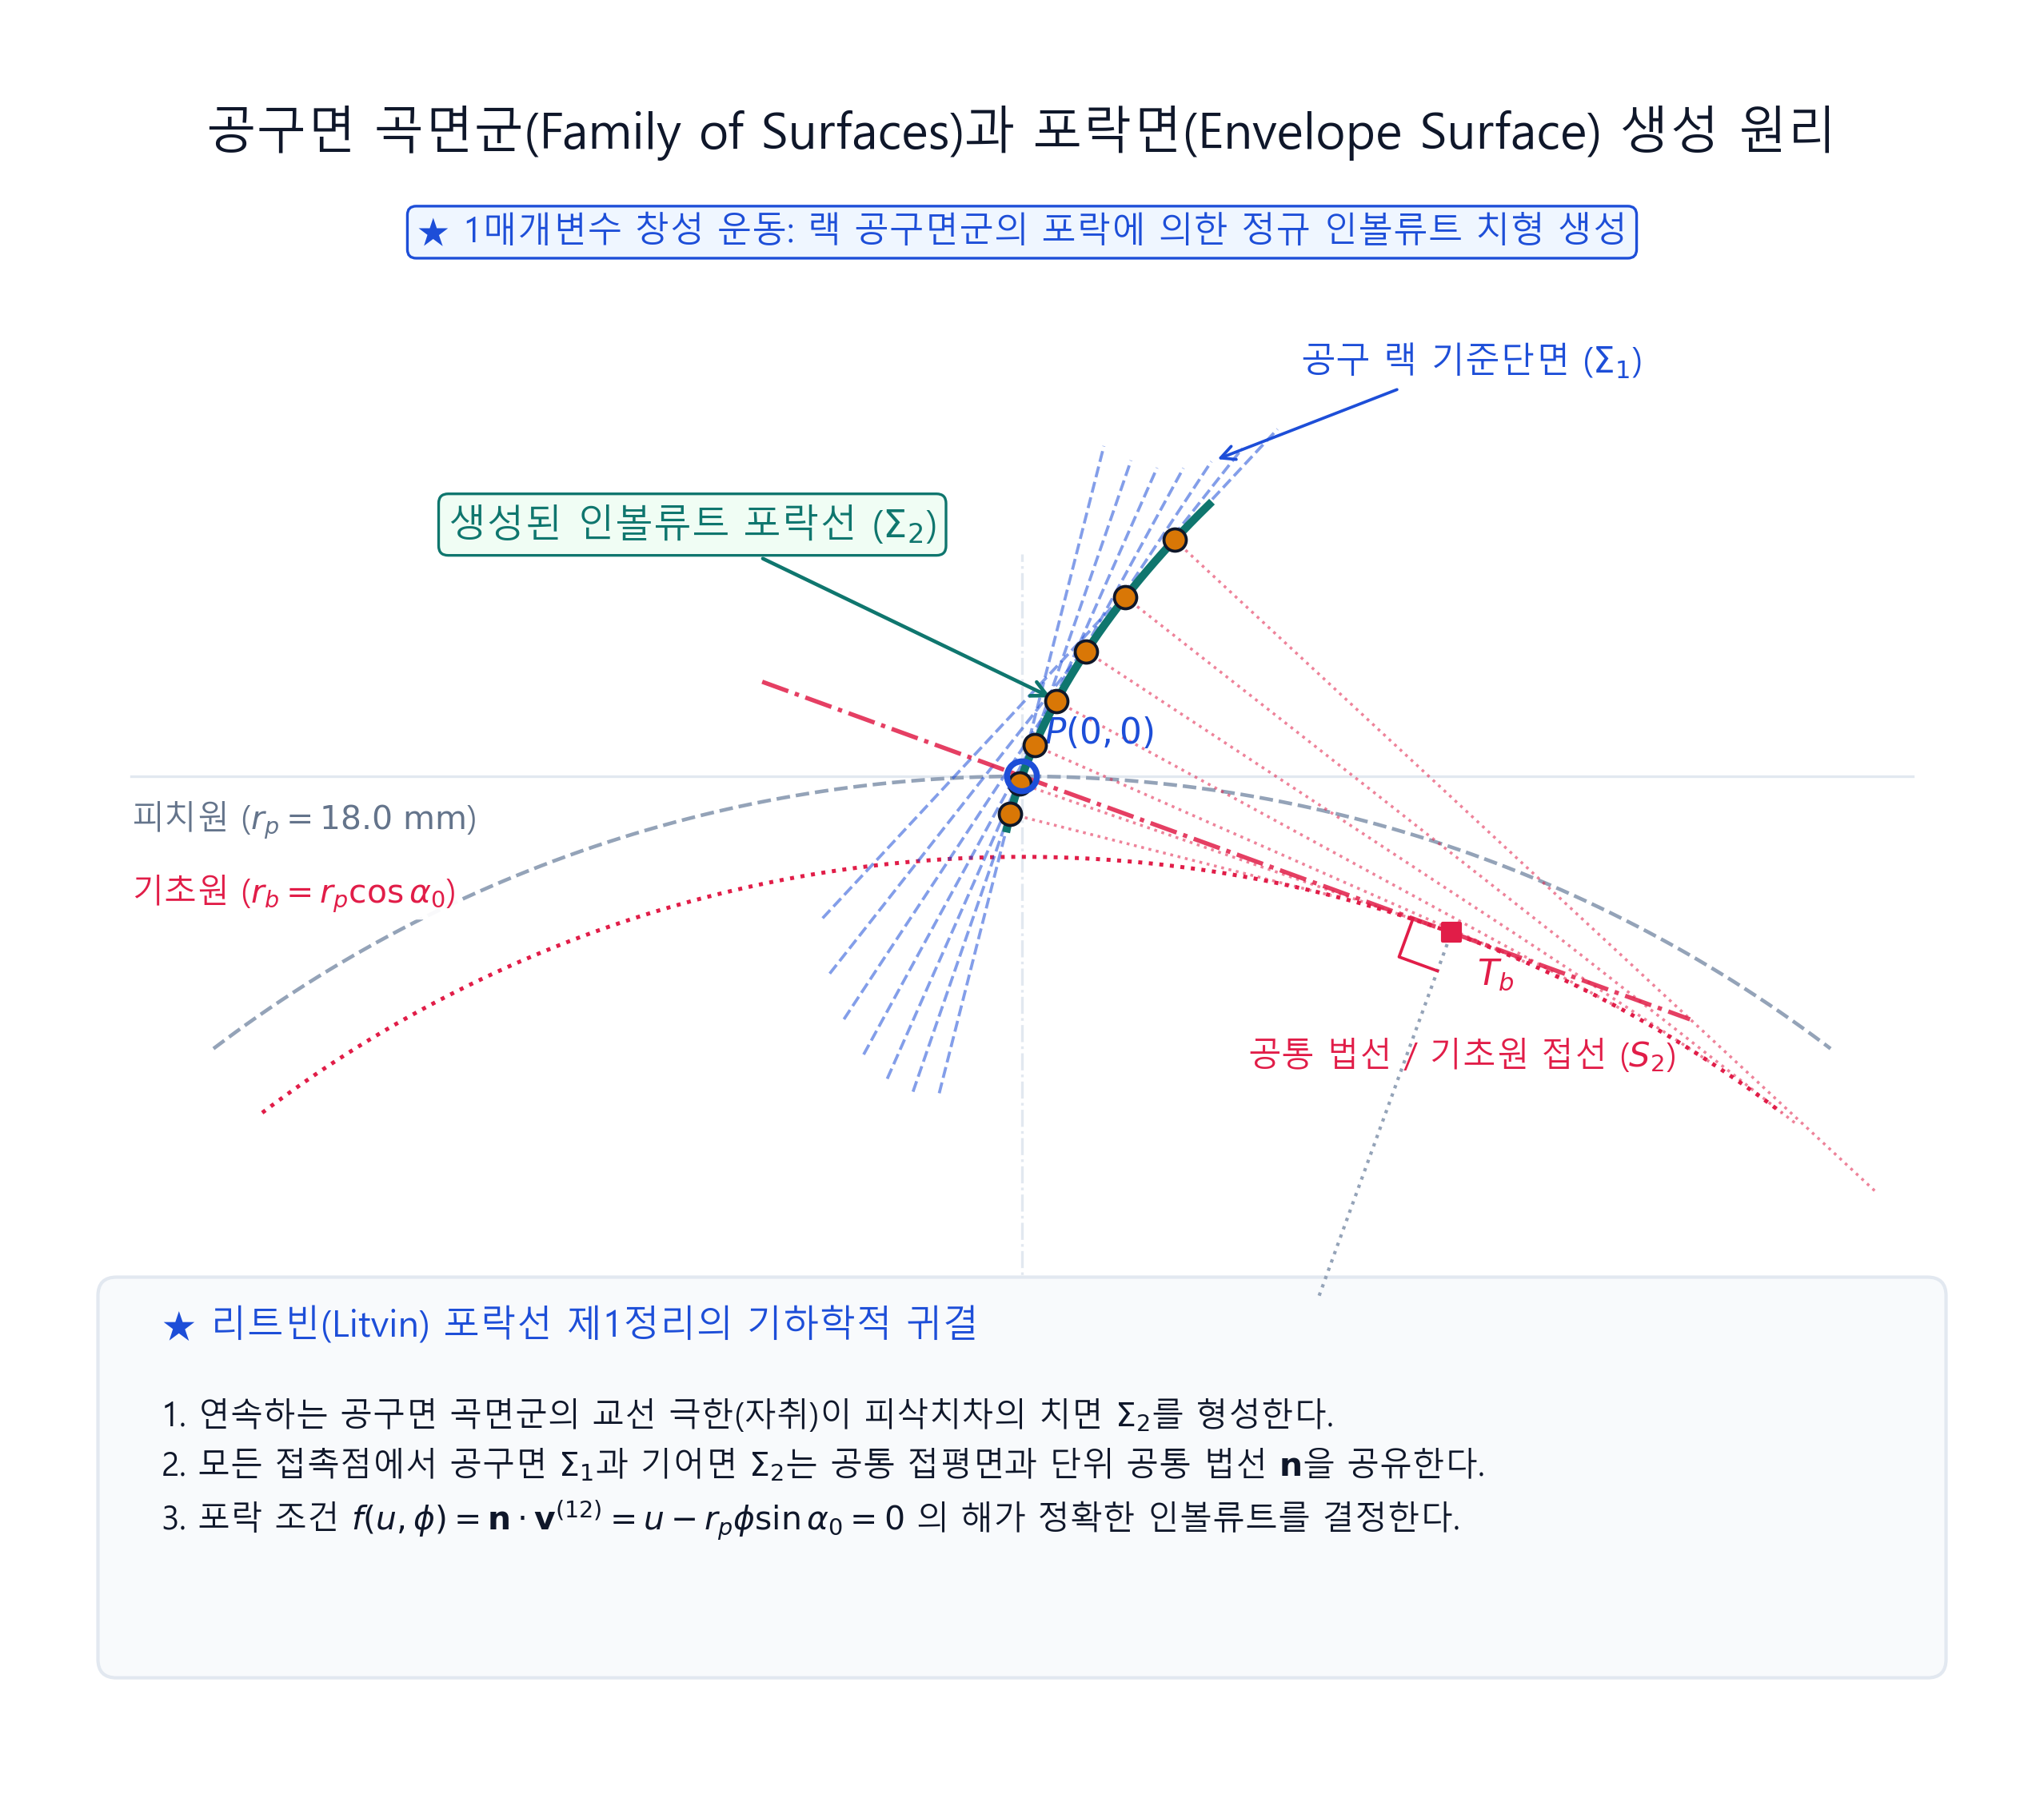 공구면 곡면군(Family of Surfaces)과 포락면(Envelope Surface) 생성 원리
★ 1매개변수 창성 운동: 랙 공구면군의 포락에 의한 정규 인볼류트 치형 생성
공구 랙 기준단면 (Σ₁)
생성된 인볼류트 포락선 (Σ₂)
P(0, 0)
피치원 (r_p = 18.0 mm)
기초원 (r_b = r_p cos α₀)
T_b
공통 법선 / 기초원 접선 (S₂)
★ 리트빈(Litvin) 포락선 제1정리의 기하학적 귀결
1. 연속하는 공구면 곡면군의 교선 극한(자취)이 피삭치차의 치면 Σ₂를 형성한다.
2. 모든 접촉점에서 공구면 Σ₁과 기어면 Σ₂는 공통 접평면과 단위 공통 법선 n을 공유한다.
3. 포락 조건 f(u, ϕ) = n · v⁽¹²⁾ = u − r_p ϕ sin α₀ = 0 의 해가 정확한 인볼류트를 결정한다.